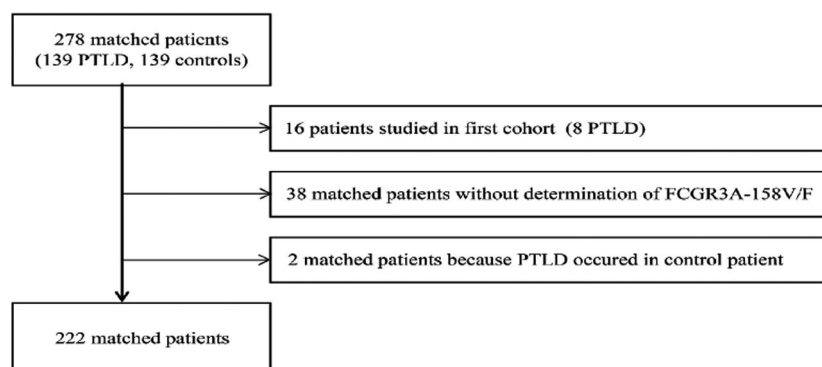 278 matched patients
(139 PTLD, 139 controls)
16 patients studied in first cohort (8 PTLD)
38 matched patients without determination of FCGR3A-158V/F
2 matched patients because PTLD occured in control patient
222 matched patients